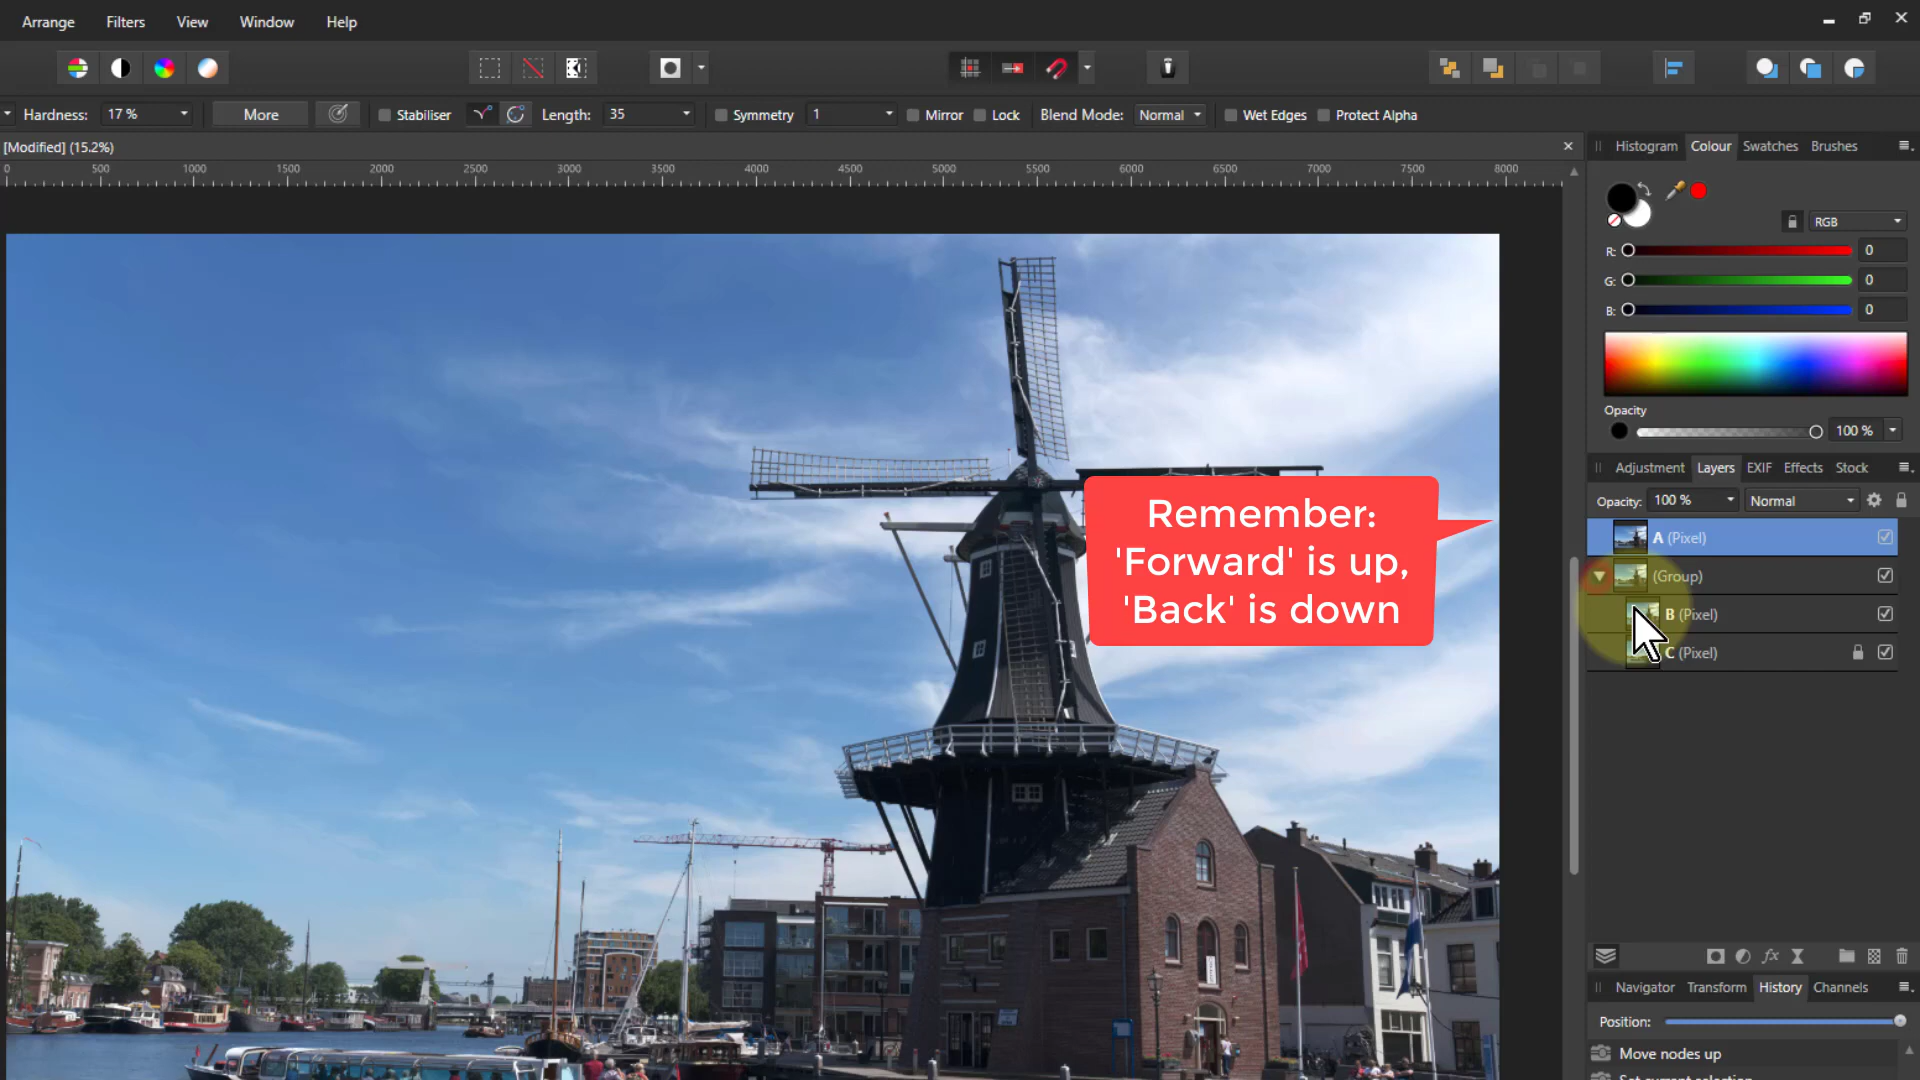 Arrange Filters View Window Help
Hardness: 17 % More Stabiliser Length: 35 Symmetry 1 Mirror Lock Blend Mode: Normal Wet Edges Protect Alpha
[Modified] (15.2%)
0 500 1000 1500 2000 2500 3000 3500 4000 4500 5000 5500 6000 6500 7000 7500 8000
Histogram Colour Swatches Brushes
RGB
R: 0
G: 0
B: 0
Opacity
100 %
Adjustment Layers EXIF Effects Stock
Opacity: 100 % Normal
A (Pixel)
(Group)
B (Pixel)
C (Pixel)
Remember:
'Forward' is up,
'Back' is down
fx
Navigator Transform History Channels
Position:
Move nodes up
Set current selection